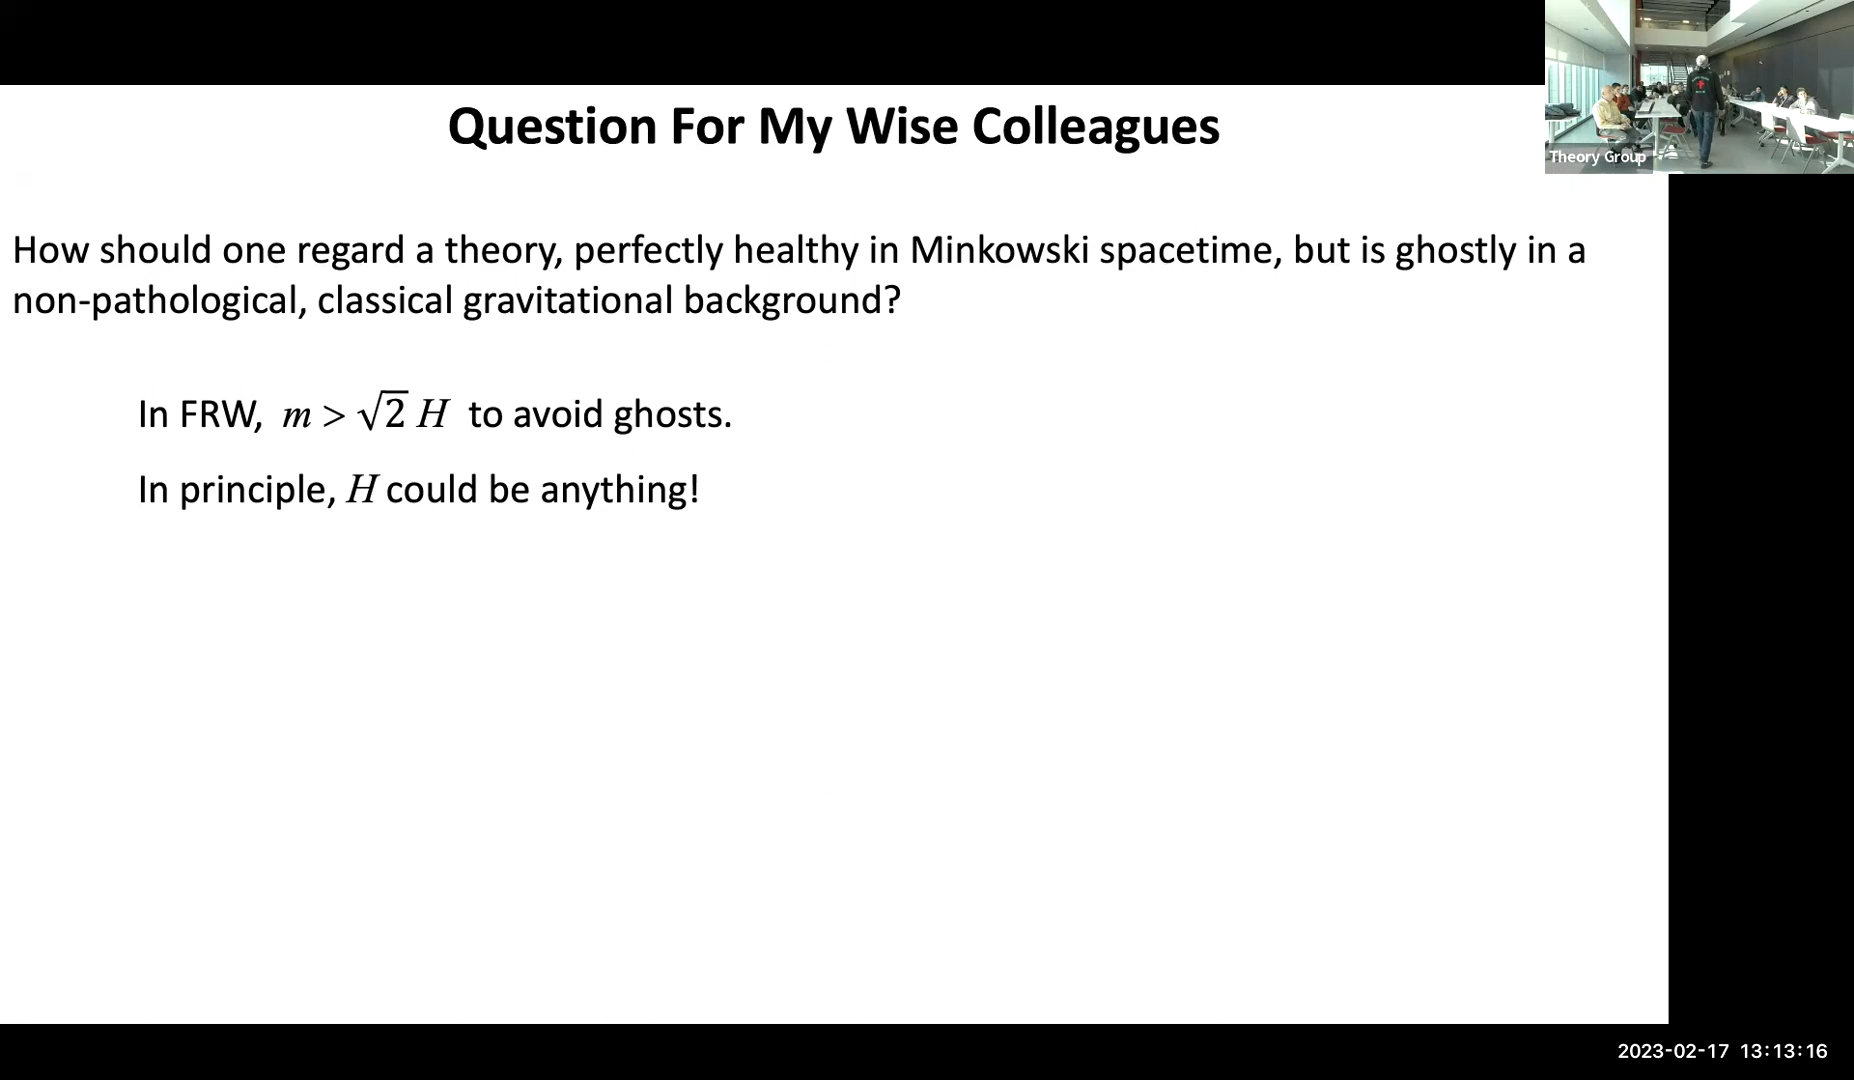 Question For My Wise Colleagues
Theory Group
How should one regard a theory, perfectly healthy in Minkowski spacetime, but is ghostly in a
non-pathological, classical gravitational background?
In FRW, m > √2 H to avoid ghosts.
In principle, H could be anything!
2023-02-17 13:13:16